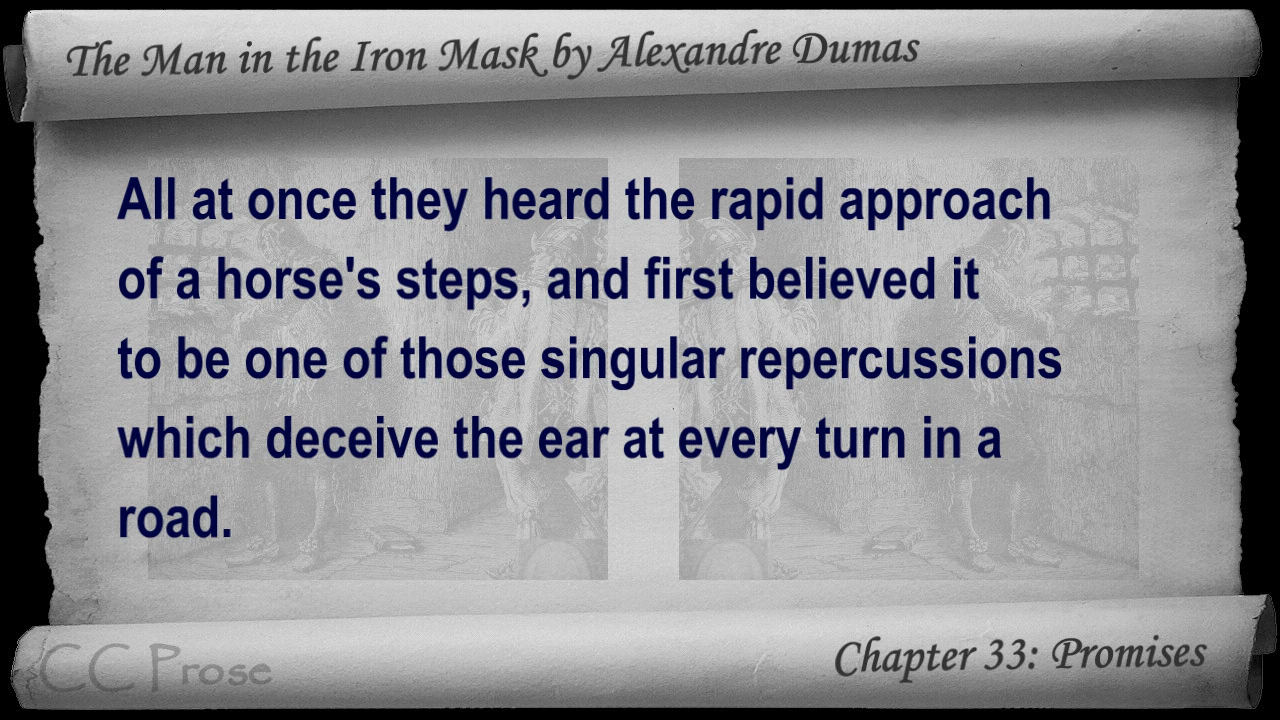 The Man in the Iron Mask by Alexandre Dumas
All at once they heard the rapid approach
of a horse's steps, and first believed it
to be one of those singular repercussions
which deceive the ear at every turn in a
road.
CC Prose
Chapter 33: Promises